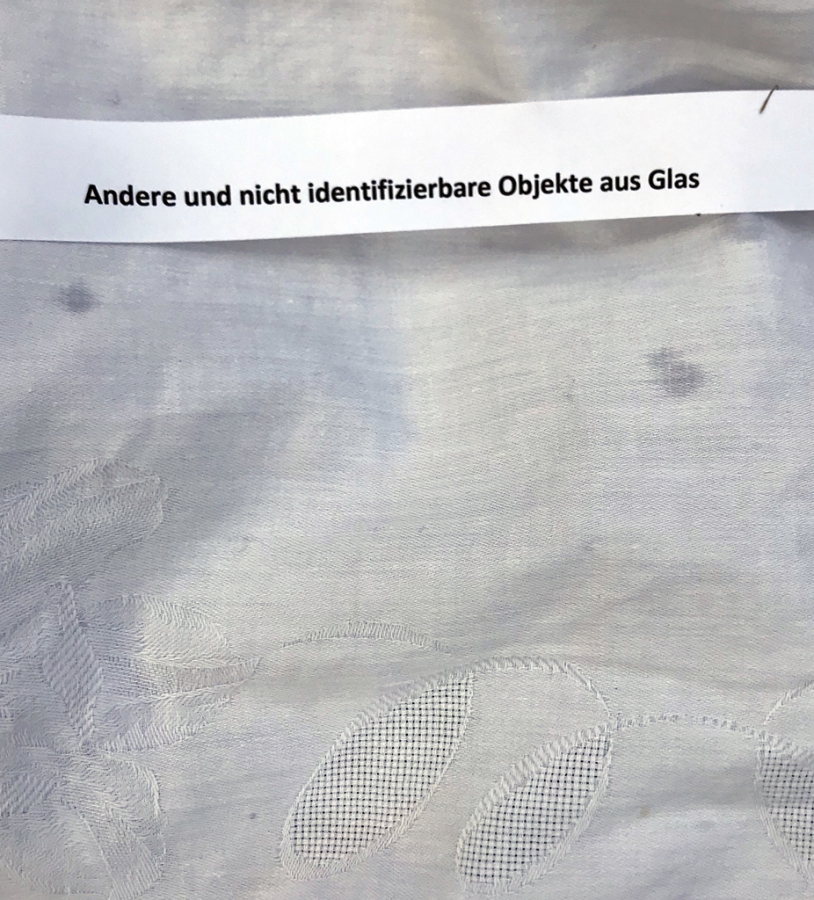 Andere und nicht identifizierbare Objekte aus Glas